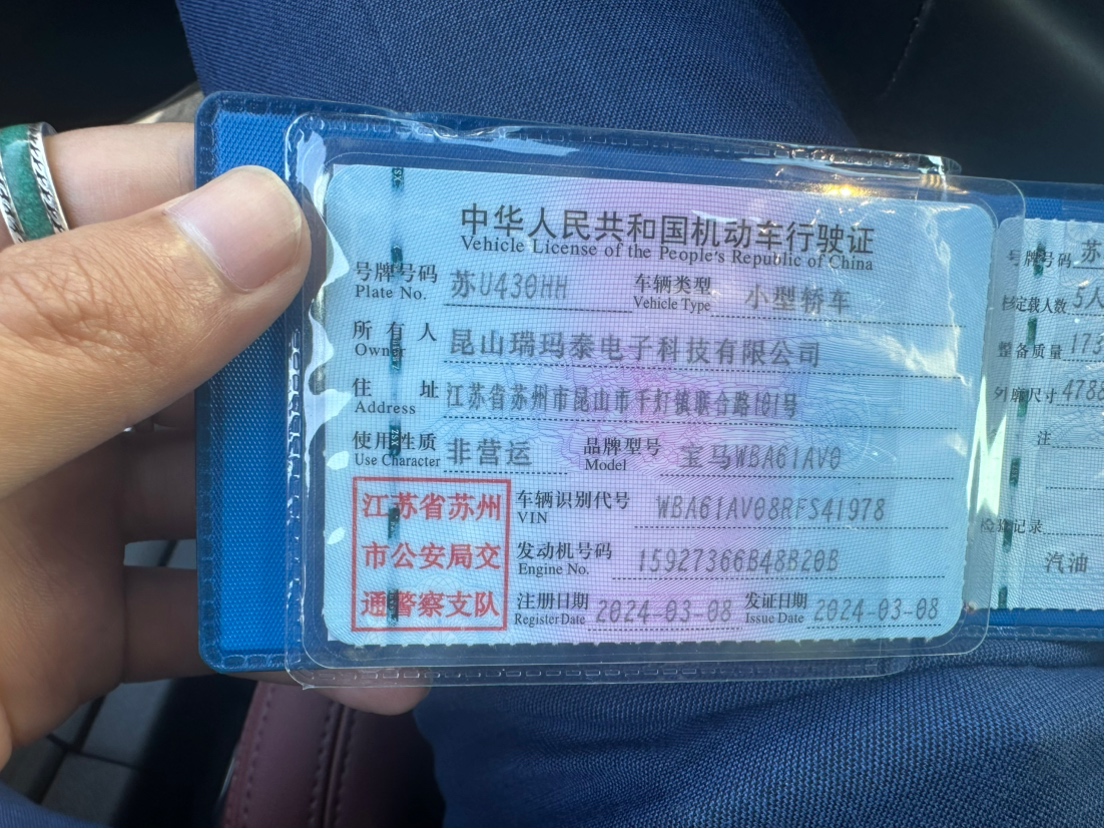 中华人民共和国机动车行驶证
Vehicle License of the People's Republic of China
号牌号码 苏U430HH 车辆类型 小型轿车
Plate No. Vehicle Type
所有人 昆山瑞玛泰电子科技有限公司
Owner
住址 江苏省苏州市昆山市千灯镇联合路101号
Address
使用性质 非营运 品牌型号 宝马WBA61AV0
Use Character Model
江苏省苏州
市公安局交
通警察支队
车辆识别代号 WBA61AV08RFS41978
VIN
发动机号码 15927366B48B20B
Engine No.
注册日期 2024-03-08 发证日期 2024-03-08
Register Date Issue Date
号牌号码 苏
核定载人数 5人
整备质量 173
外廓尺寸 4788
注
检验记录
汽油